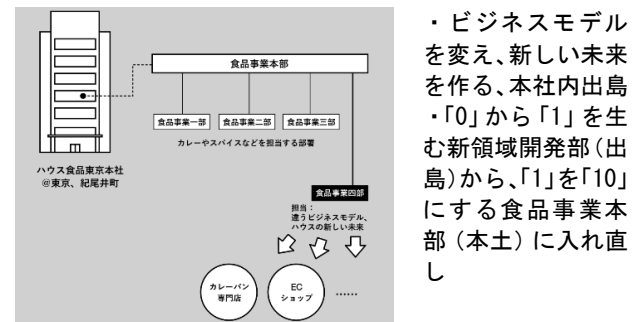 食品事業本部
食品事業一部
食品事業二部
食品事業三部
カレーやスパイスなどを担当する部署
ハウス食品東京本社
@東京、紀尾井町
食品事業四部
担当：
違うビジネスモデル、
ハウスの新しい未来
カレーパン
専門店
EC
ショップ
……
・ビジネスモデル
を変え、新しい未来
を作る、本社内出島
・「0」から「1」を生
む新領域開発部（出
島）から、「1」を「10」
にする食品事業本
部（本土）に入れ直
し